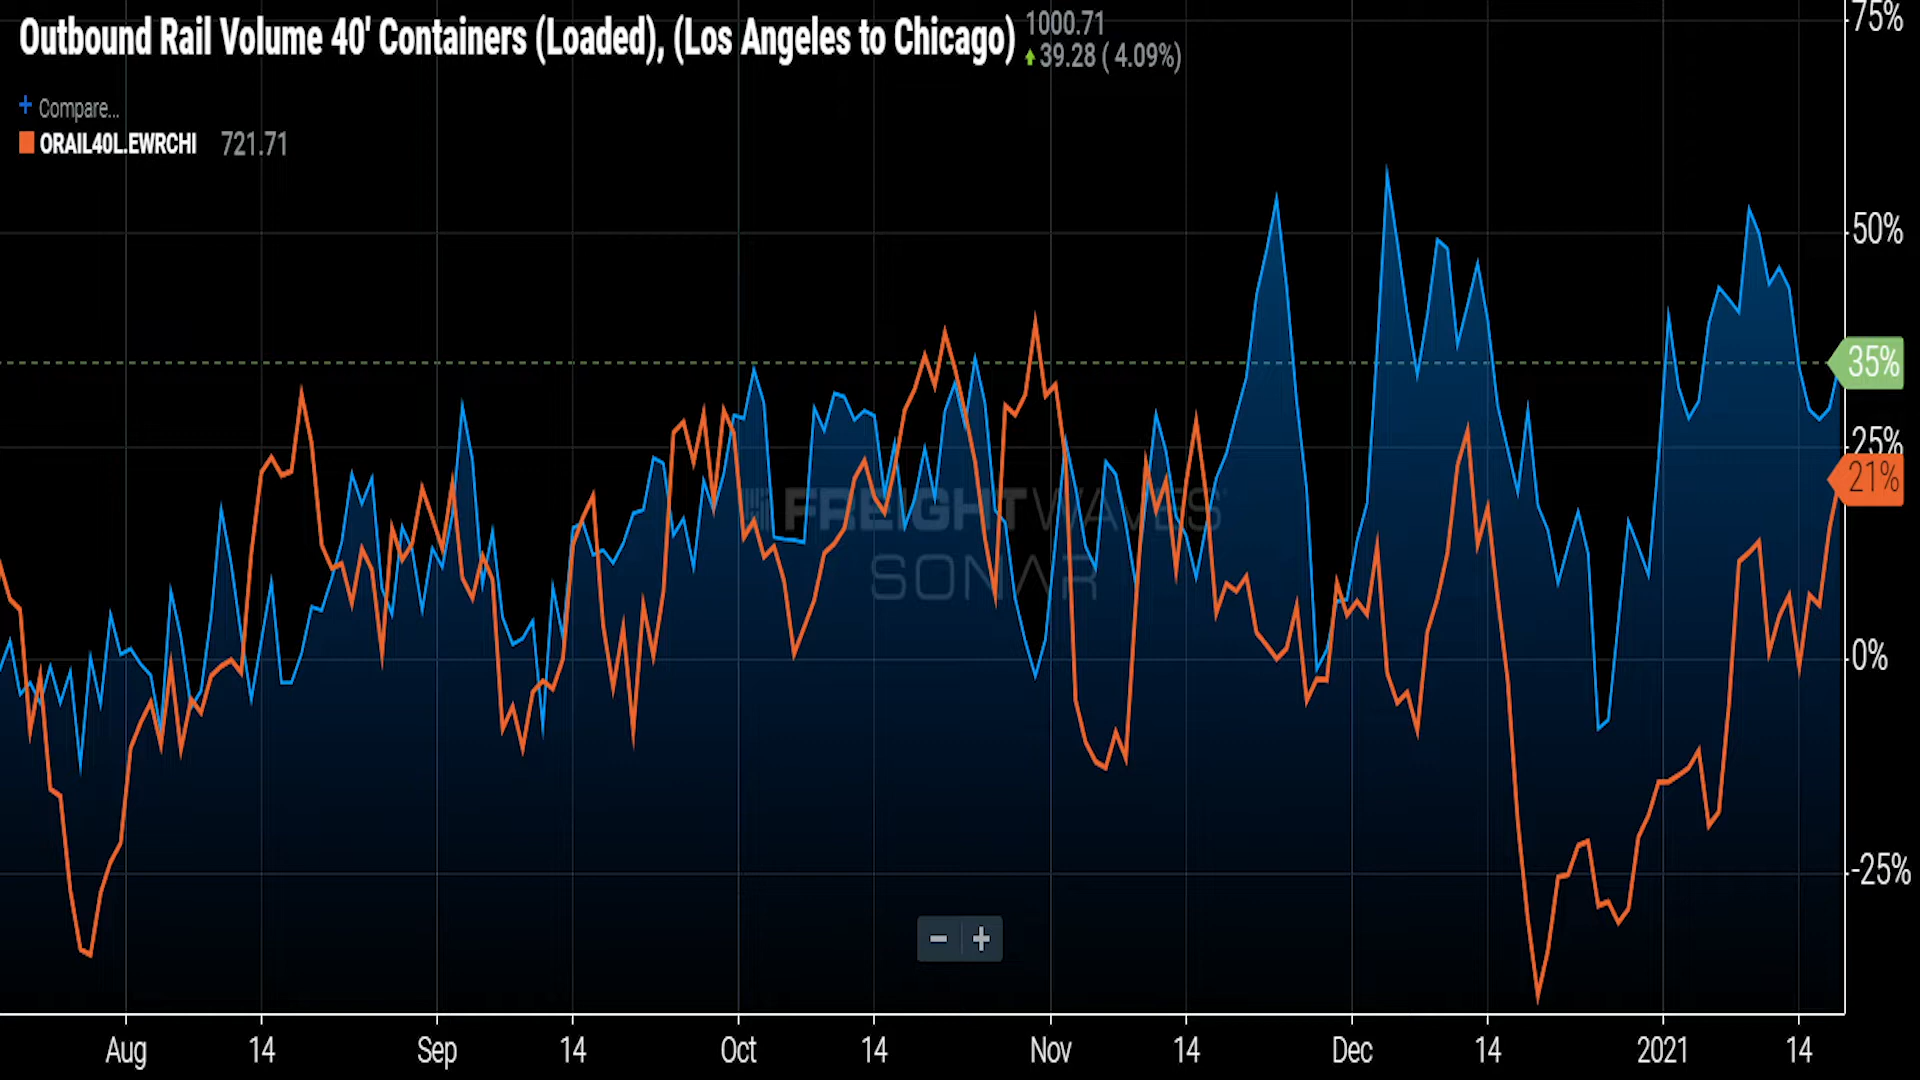 Outbound Rail Volume 40' Containers (Loaded), (Los Angeles to Chicago)
1000.71
39.28 ( 4.09%)
+ Compare...
ORAIL40L.EWRCHI 721.71
75%
50%
35%
25%
21%
0%
-25%
FREIGHTWAVES
SONAR
− +
Aug 14 Sep 14 Oct 14 Nov 14 Dec 14 2021 14